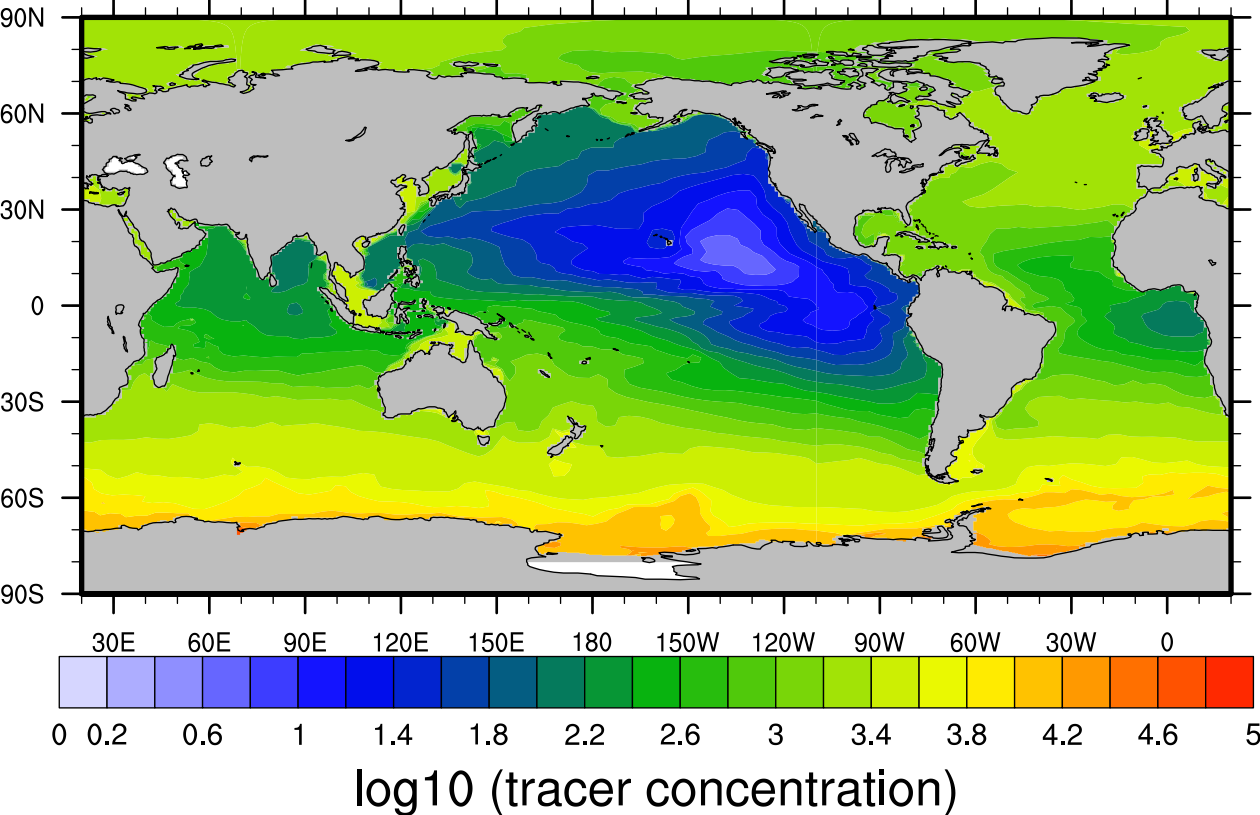 90N
60N
30N
0
30S
60S
90S
30E 60E 90E 120E 150E 180 150W 120W 90W 60W 30W 0
0 0.2 0.6 1 1.4 1.8 2.2 2.6 3 3.4 3.8 4.2 4.6 5
log10 (tracer concentration)